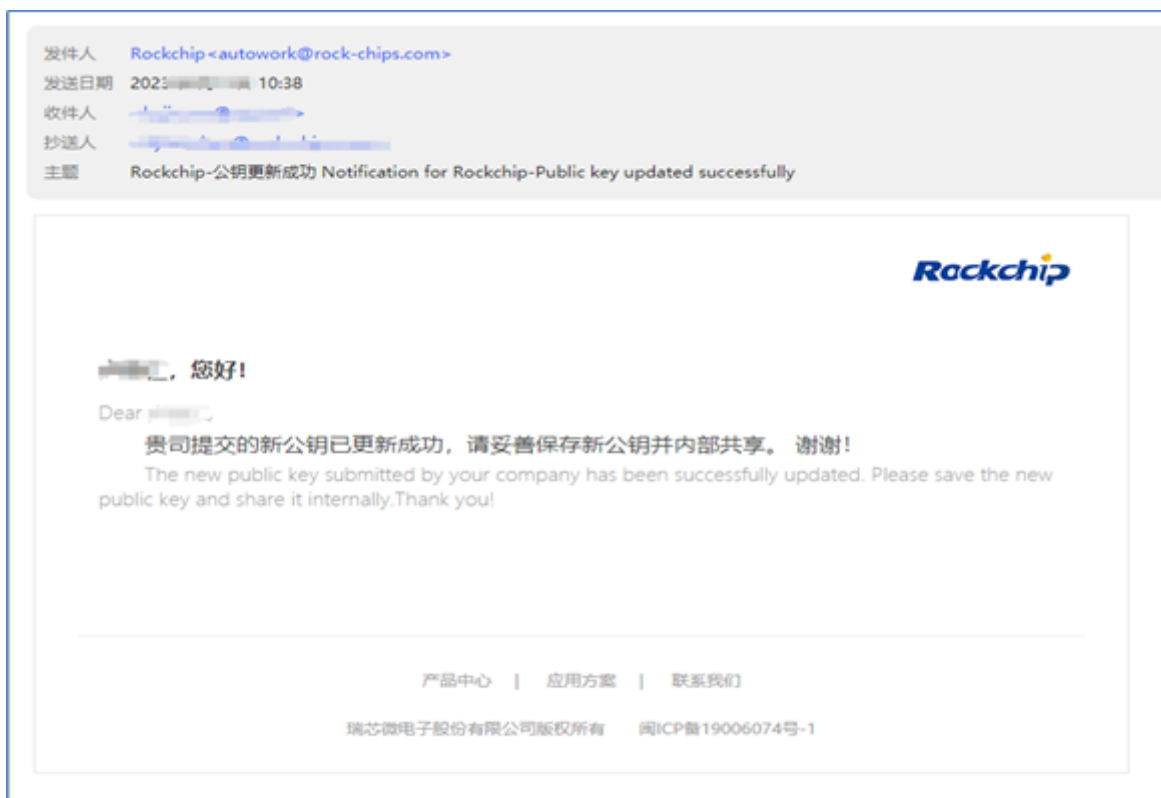 发件人 Rockchip<autowork@rock-chips.com>
发送日期 202 10:38
收件人
抄送人
主题 Rockchip-公钥更新成功 Notification for Rockchip-Public key updated successfully
Rockchip
，您好！
Dear
贵司提交的新公钥已更新成功，请妥善保存新公钥并内部共享。 谢谢！
The new public key submitted by your company has been successfully updated. Please save the new
public key and share it internally.Thank you!
产品中心 | 应用方案 | 联系我们
瑞芯微电子股份有限公司版权所有 闽ICP备19006074号-1